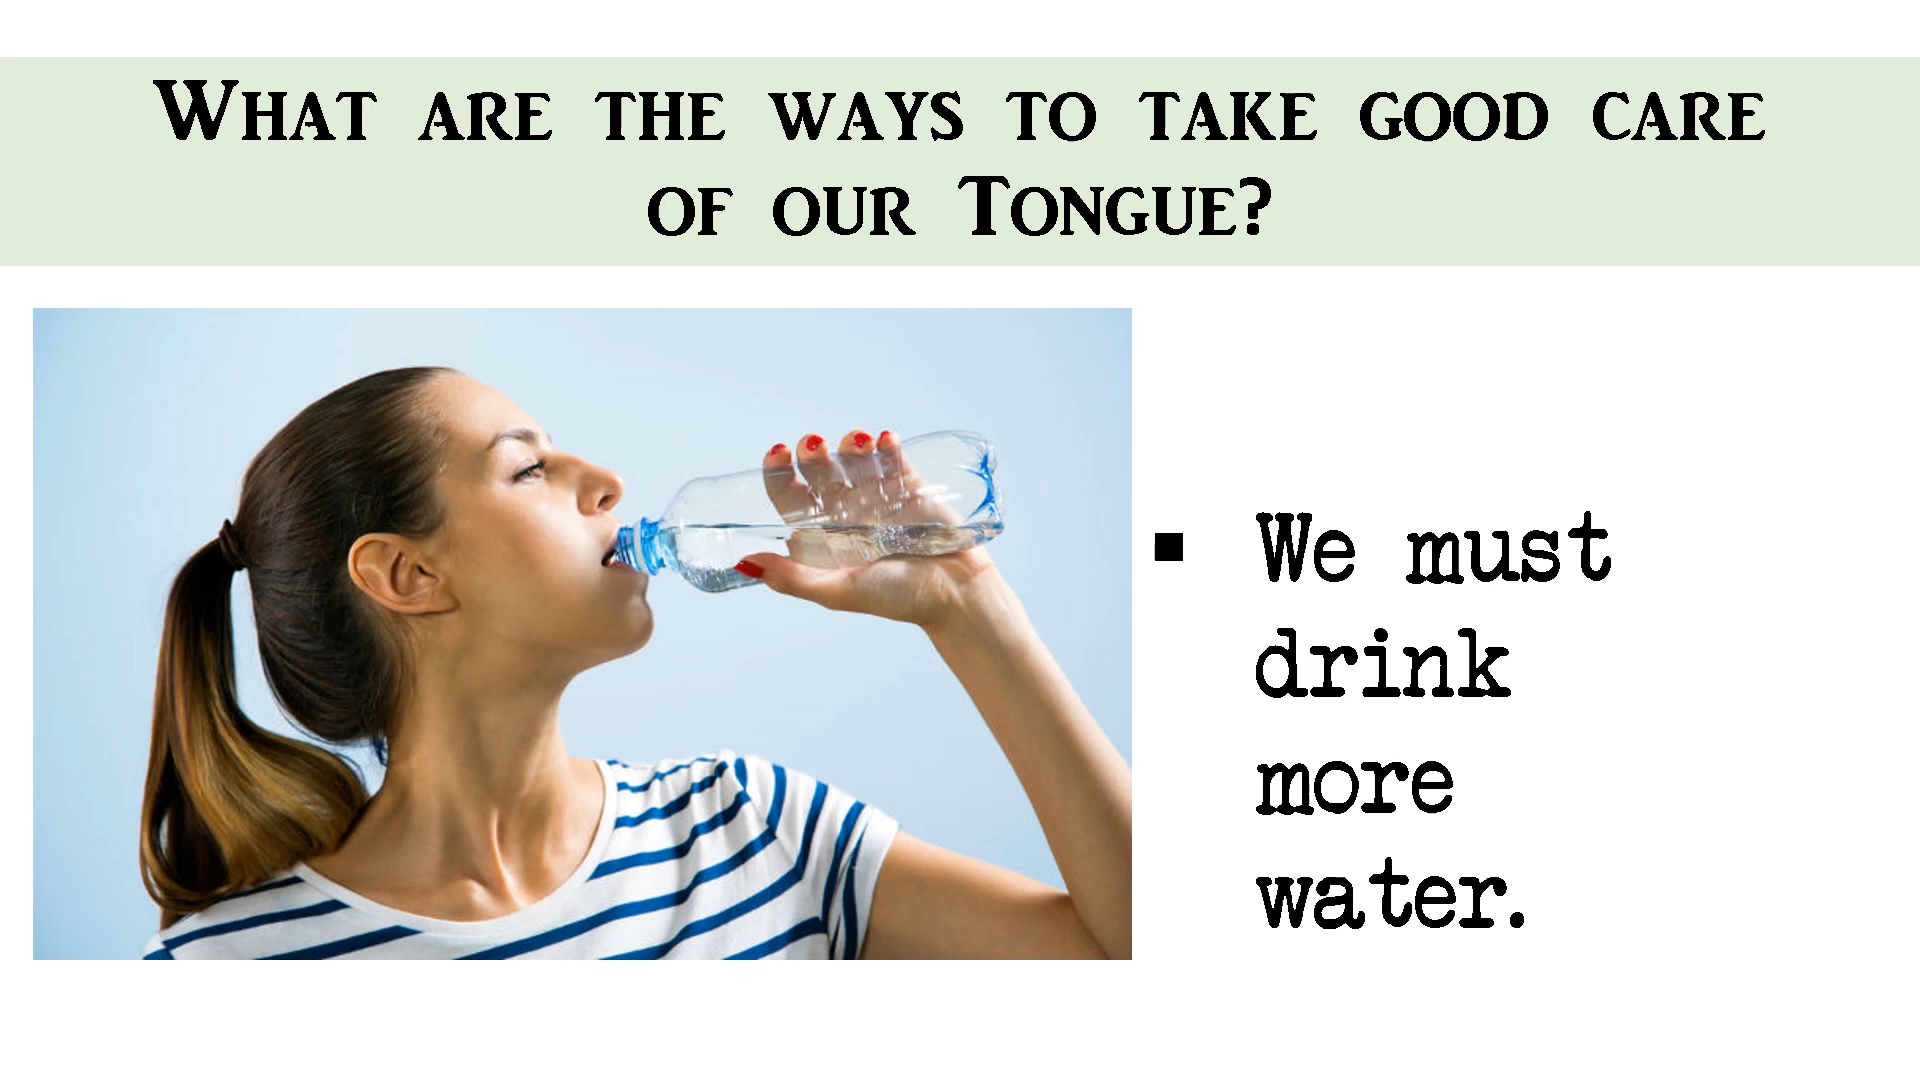 What are the ways to take good care
of our Tongue?
▪ We must
drink
more
water.